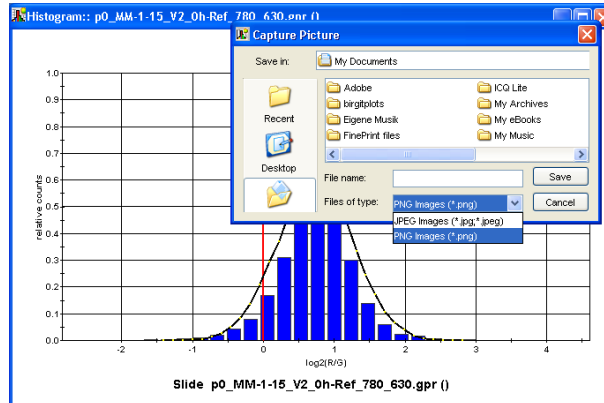 Histogram:: p0_MM-1-15_V2_0h-Ref_780_630.gpr ()
Capture Picture
Save in:
My Documents
Recent
Desktop
Adobe
birgitplots
Eigene Musik
FinePrint files
ICQ Lite
My Archives
My eBooks
My Music
File name:
Save
Files of type:
PNG Images (*.png)
Cancel
JPEG Images (*.jpg;*.jpeg)
PNG Images (*.png)
relative counts
1.0
0.9
0.8
0.7
0.6
0.5
0.4
0.3
0.2
0.1
0.0
-2 -1 0 1 2 3 4
log2(R/G)
Slide p0_MM-1-15_V2_0h-Ref_780_630.gpr ()